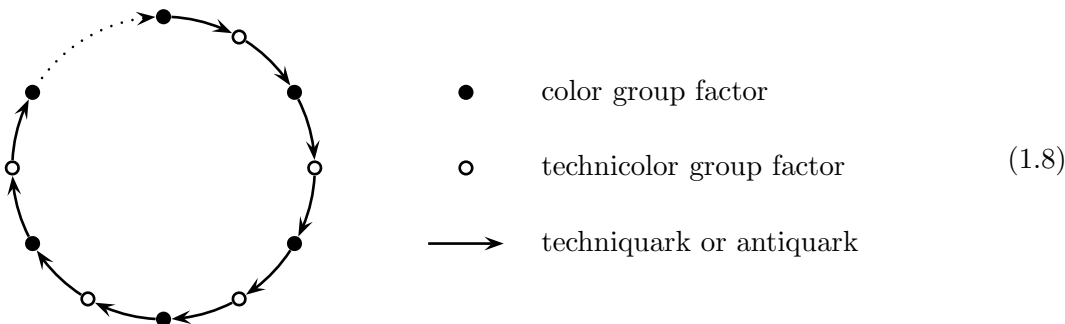 color group factor
technicolor group factor
(1.8)
techniquark or antiquark